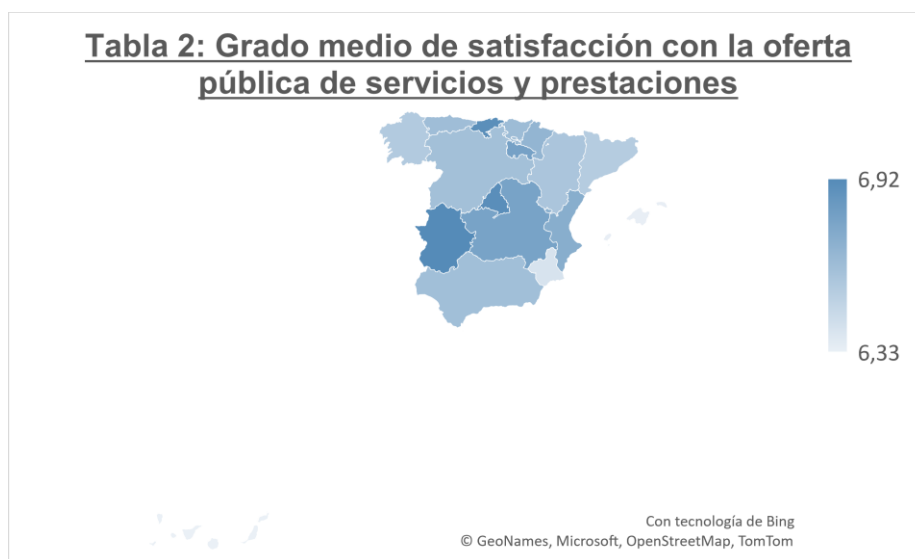 Tabla 2: Grado medio de satisfacción con la oferta
pública de servicios y prestaciones
6,92
6,33
Con tecnología de Bing
© GeoNames, Microsoft, OpenStreetMap, TomTom